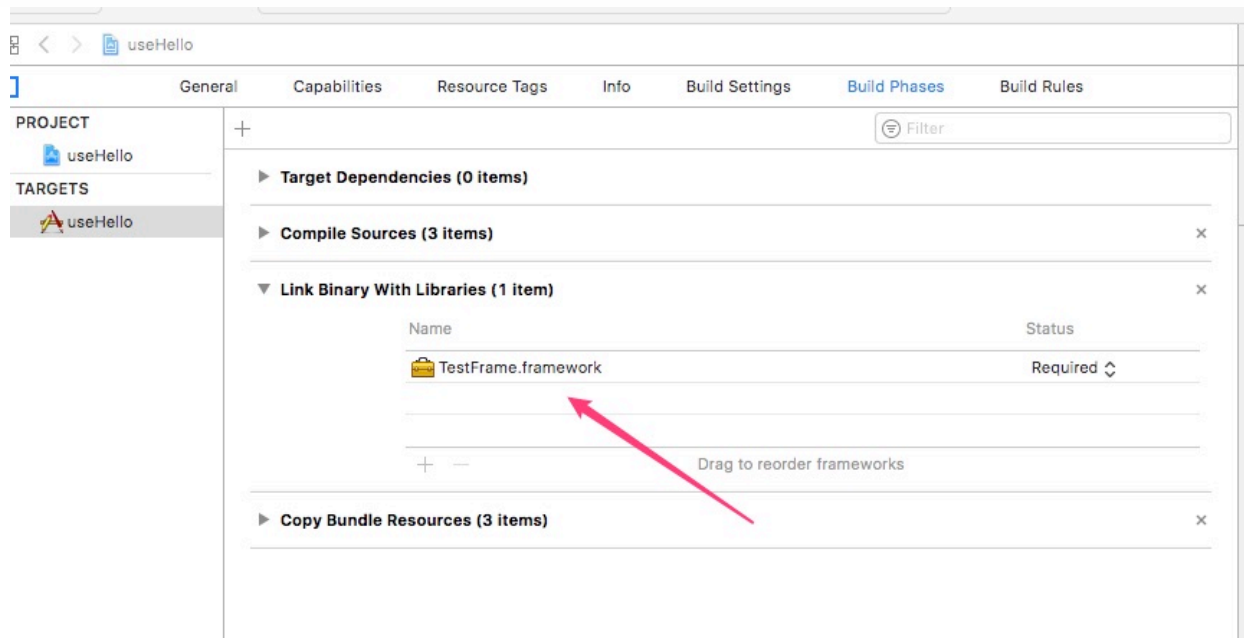 useHello
General Capabilities Resource Tags Info Build Settings Build Phases Build Rules
PROJECT
Filter
useHello
TARGETS
useHello
Target Dependencies (0 items)
Compile Sources (3 items)
Link Binary With Libraries (1 item)
Name Status
TestFrame.framework Required
Drag to reorder frameworks
Copy Bundle Resources (3 items)